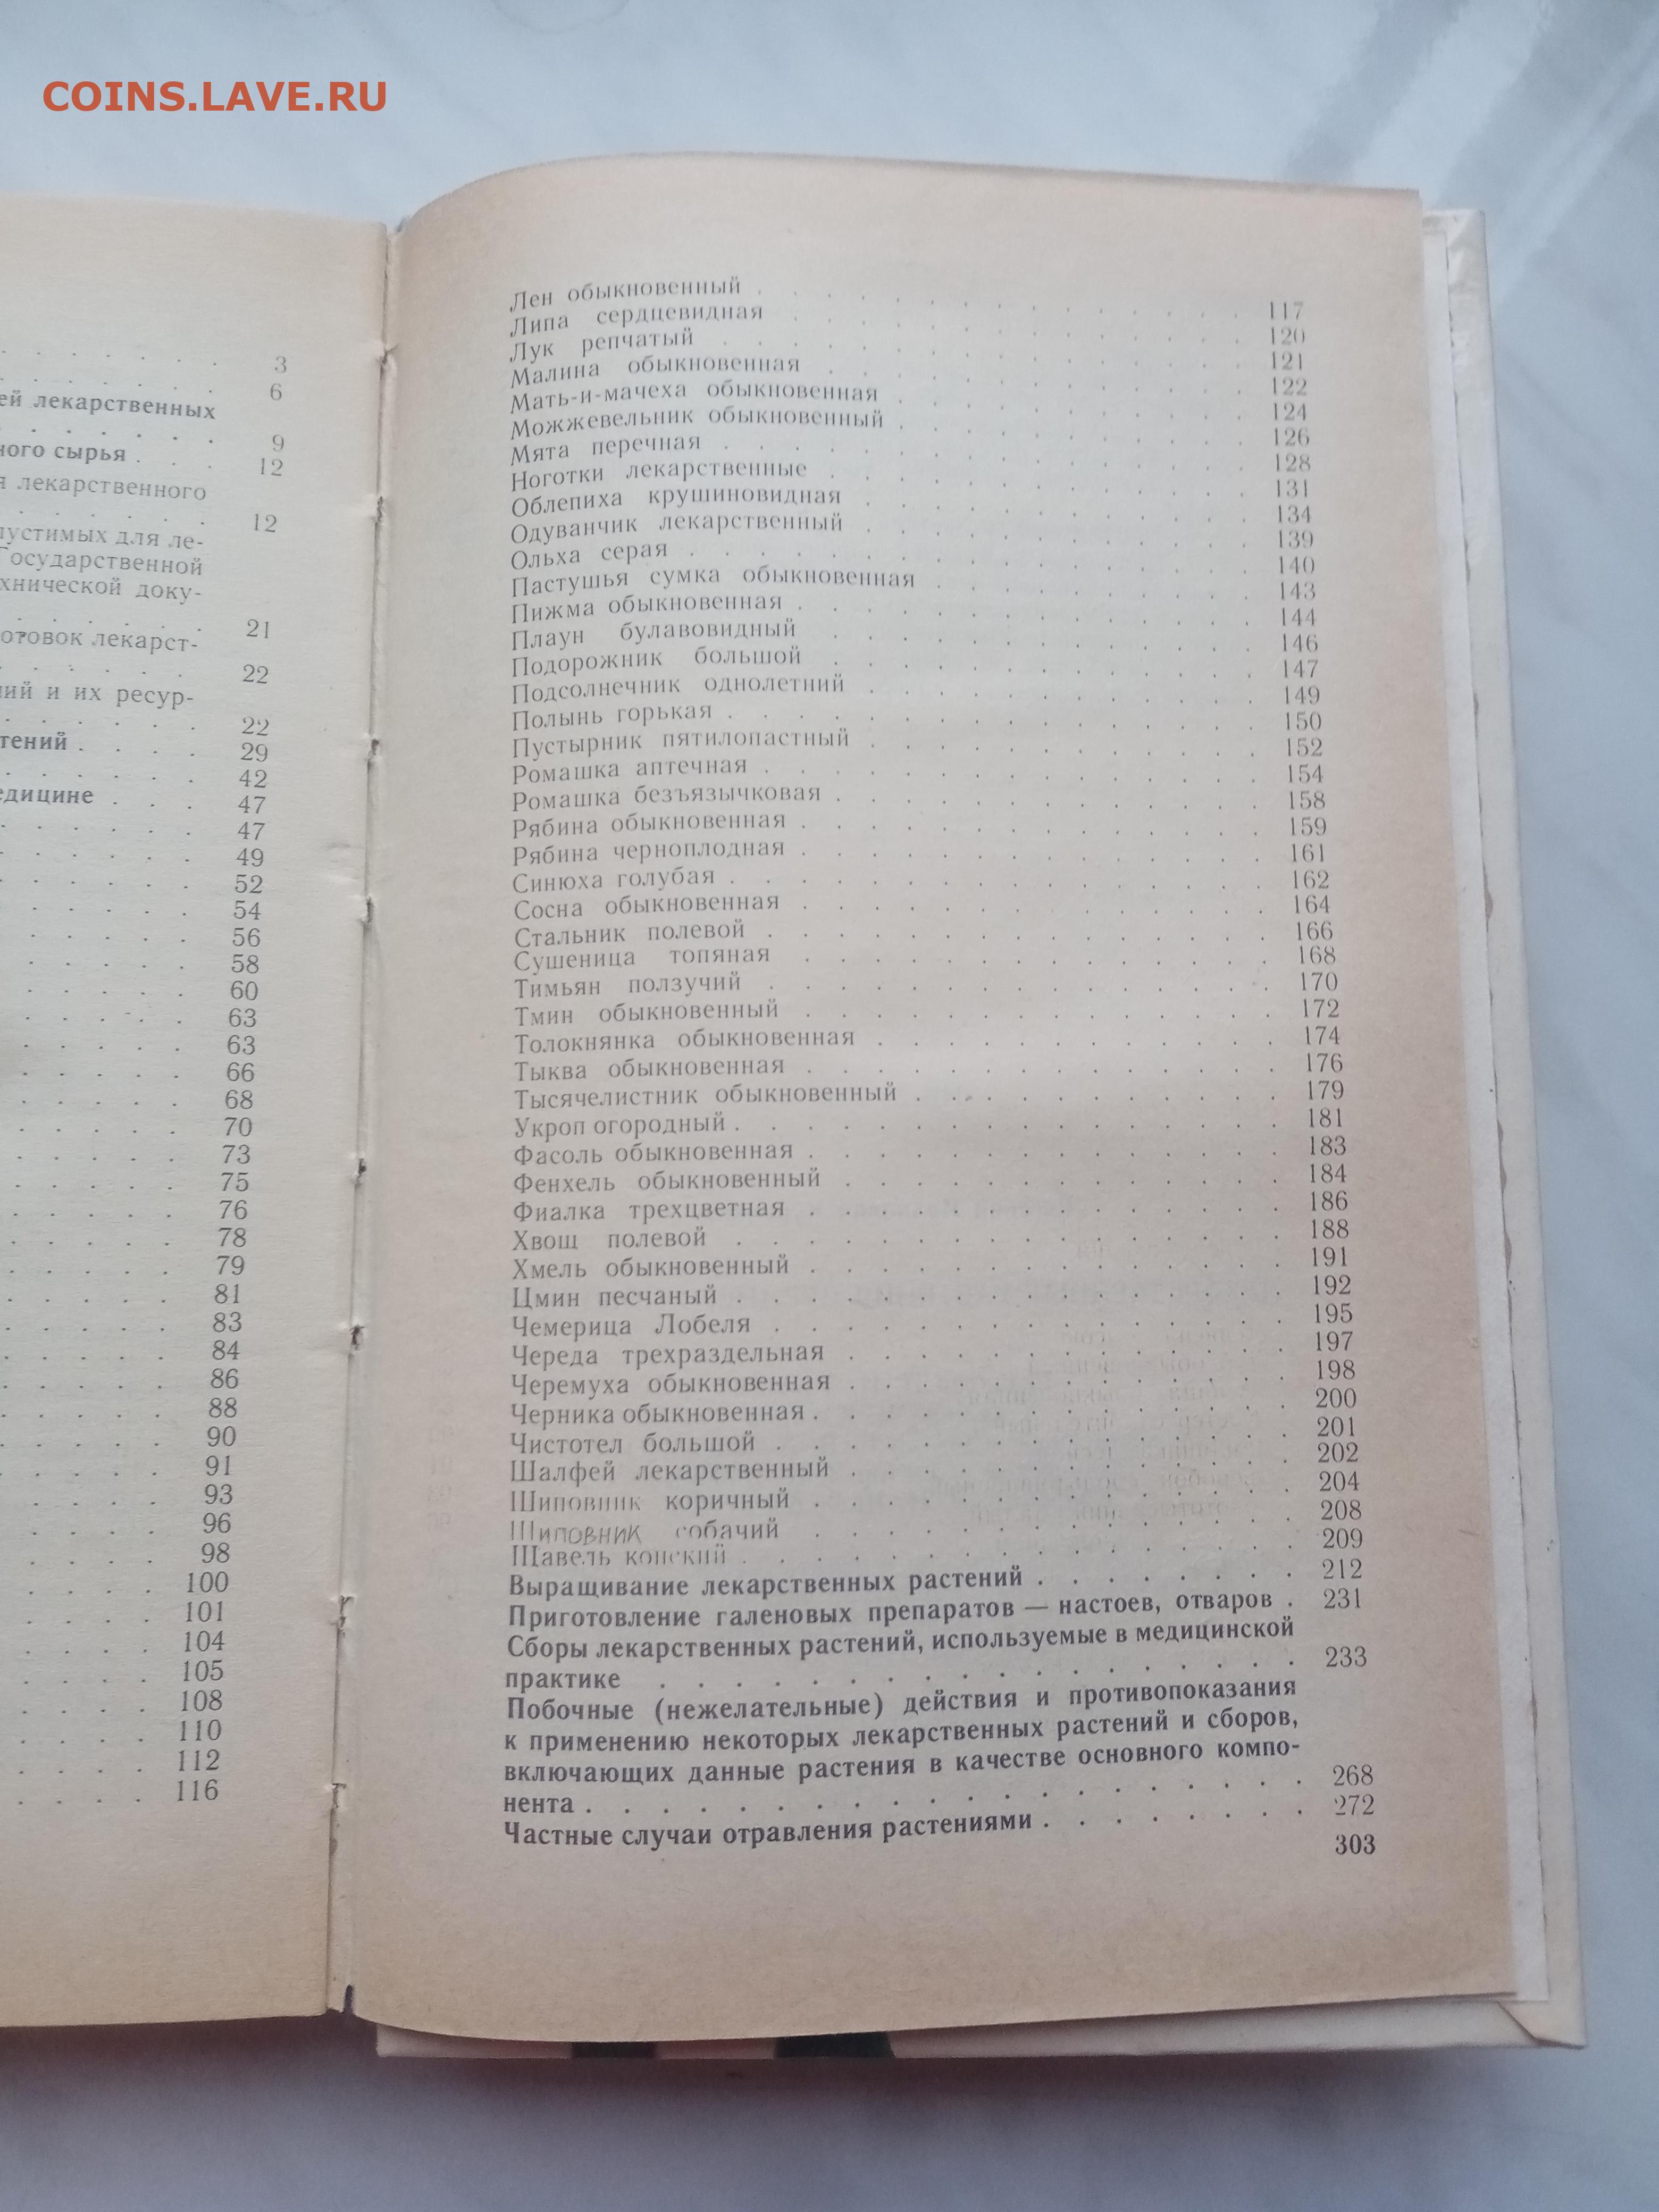 COINS.LAVE.RU
3
6
ей лекарственных
9
ного сырья . . . 12
я лекарственного
12
пустимых для ле-
Государственной
хнической доку-
21
отовок лекарст-
22
ний и их ресур-
22
тений . . . . 29
42
едицине . . . 47
47
49
52
54
56
58
60
63
63
66
68
70
73
75
76
78
79
81
83
84
86
88
90
91
93
96
98
100
101
104
105
108
110
112
116
Лен обыкновенный . . . 117
Липа сердцевидная . . . 120
Лук репчатый . . . 121
Малина обыкновенная . . . 122
Мать-и-мачеха обыкновенная . . . 124
Можжевельник обыкновенный . . . 126
Мята перечная . . . 128
Ноготки лекарственные . . . 131
Облепиха крушиновидная . . . 134
Одуванчик лекарственный . . . 139
Ольха серая . . . 140
Пастушья сумка обыкновенная . . . 143
Пижма обыкновенная . . . 144
Плаун булавовидный . . . 146
Подорожник большой . . . 147
Подсолнечник однолетний . . . 149
Полынь горькая . . . 150
Пустырник пятилопастный . . . 152
Ромашка аптечная . . . 154
Ромашка безъязычковая . . . 158
Рябина обыкновенная . . . 159
Рябина черноплодная . . . 161
Синюха голубая . . . 162
Сосна обыкновенная . . . 164
Стальник полевой . . . 166
Сушеница топяная . . . 168
Тимьян ползучий . . . 170
Тмин обыкновенный . . . 172
Толокнянка обыкновенная . . . 174
Тыква обыкновенная . . . 176
Тысячелистник обыкновенный . . . 179
Укроп огородный . . . 181
Фасоль обыкновенная . . . 183
Фенхель обыкновенный . . . 184
Фиалка трехцветная . . . 186
Хвощ полевой . . . 188
Хмель обыкновенный . . . 191
Цмин песчаный . . . 192
Чемерица Лобеля . . . 195
Череда трехраздельная . . . 197
Черемуха обыкновенная . . . 198
Черника обыкновенная . . . 200
Чистотел большой . . . 201
Шалфей лекарственный . . . 202
Шиповник коричный . . . 204
Шиповник собачий . . . 208
Щавель конский . . . 209
Выращивание лекарственных растений . . . 212
Приготовление галеновых препаратов — настоев, отваров . 231
Сборы лекарственных растений, используемые в медицинской
практике . . . 233
Побочные (нежелательные) действия и противопоказания
к применению некоторых лекарственных растений и сборов,
включающих данные растения в качестве основного компо-
нента . . . 268
Частные случаи отравления растениями . . . 272
303